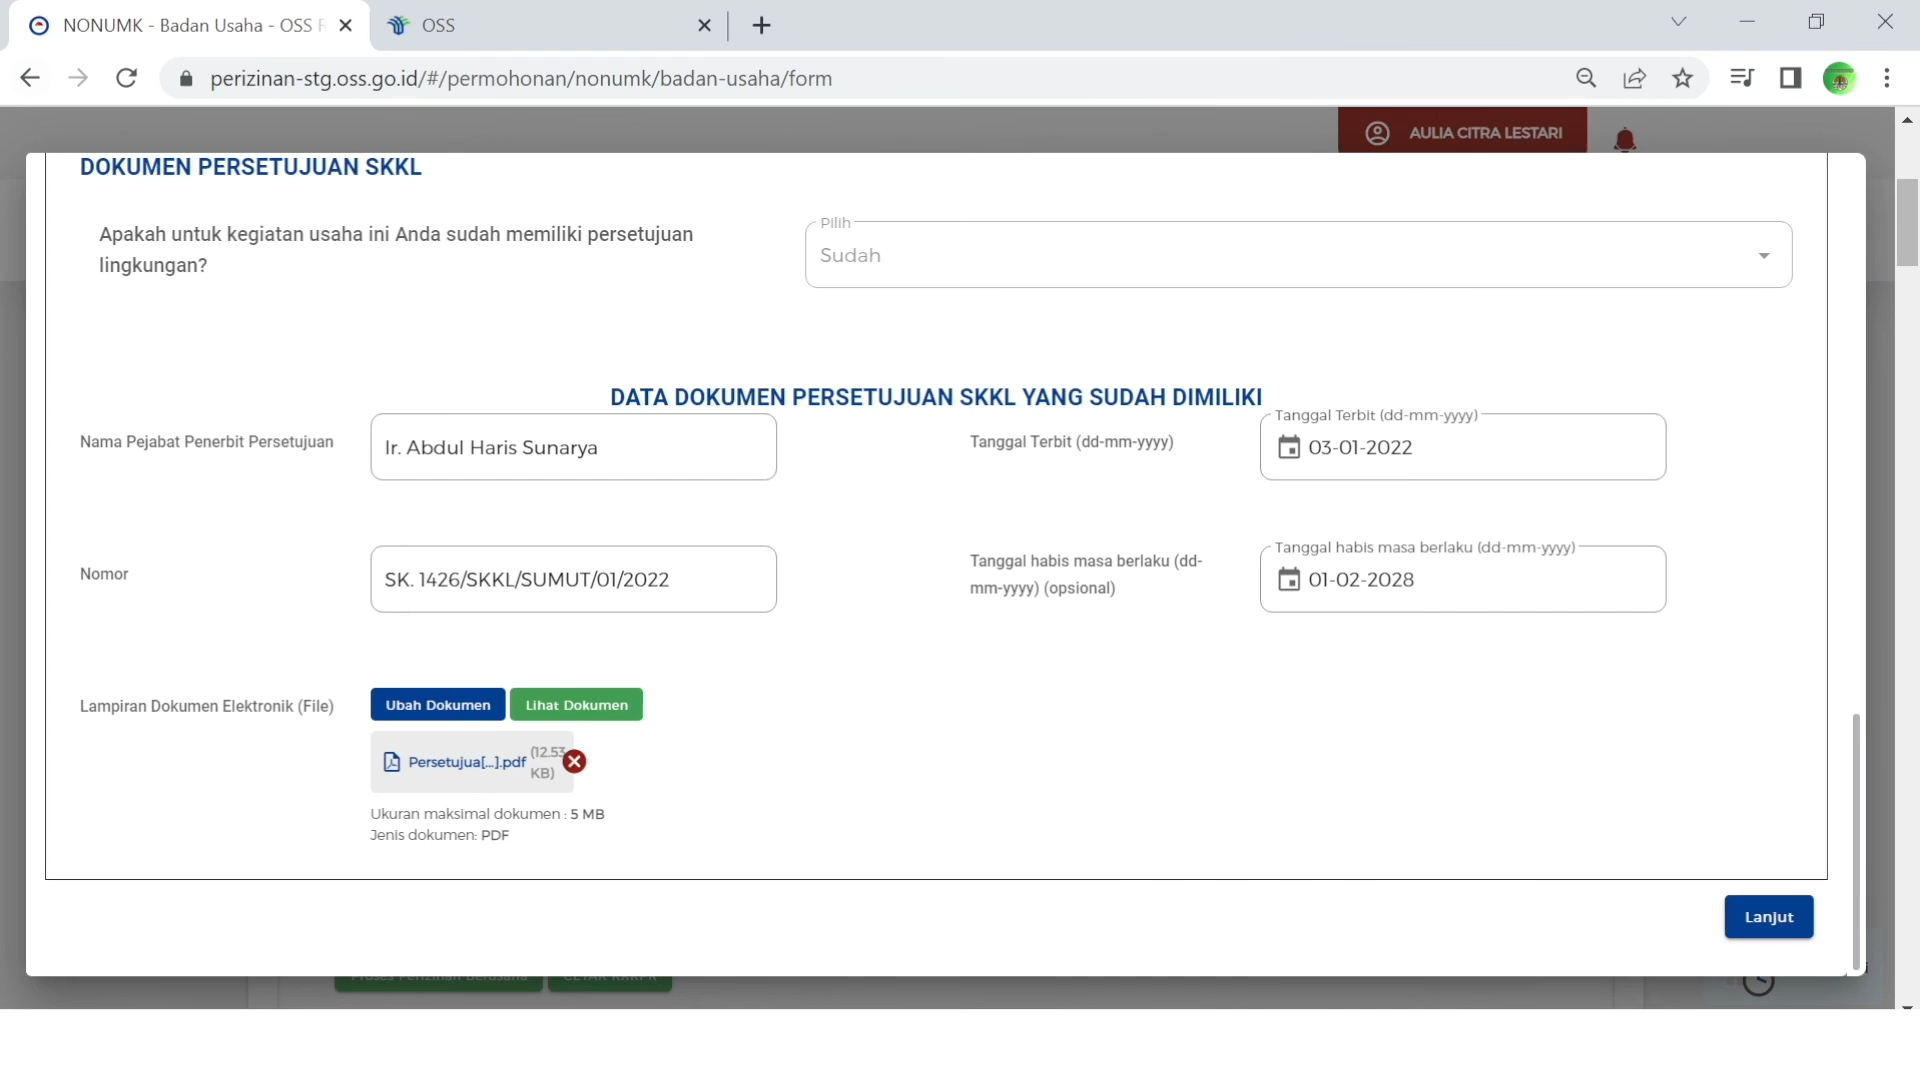 NONUMK - Badan Usaha - OSS
OSS
perizinan-stg.oss.go.id/#/permohonan/nonumk/badan-usaha/form
AULIA CITRA LESTARI
DOKUMEN PERSETUJUAN SKKL
Apakah untuk kegiatan usaha ini Anda sudah memiliki persetujuan
lingkungan?
Pilih
Sudah
DATA DOKUMEN PERSETUJUAN SKKL YANG SUDAH DIMILIKI
Nama Pejabat Penerbit Persetujuan
Ir. Abdul Haris Sunarya
Tanggal Terbit (dd-mm-yyyy)
Tanggal Terbit (dd-mm-yyyy)
03-01-2022
Nomor
SK. 1426/SKKL/SUMUT/01/2022
Tanggal habis masa berlaku (dd-
mm-yyyy) (opsional)
Tanggal habis masa berlaku (dd-mm-yyyy)
01-02-2028
Lampiran Dokumen Elektronik (File)
Ubah Dokumen
Lihat Dokumen
Persetujua[...].pdf
(12.53
KB)
Ukuran maksimal dokumen : 5 MB
Jenis dokumen: PDF
Lanjut